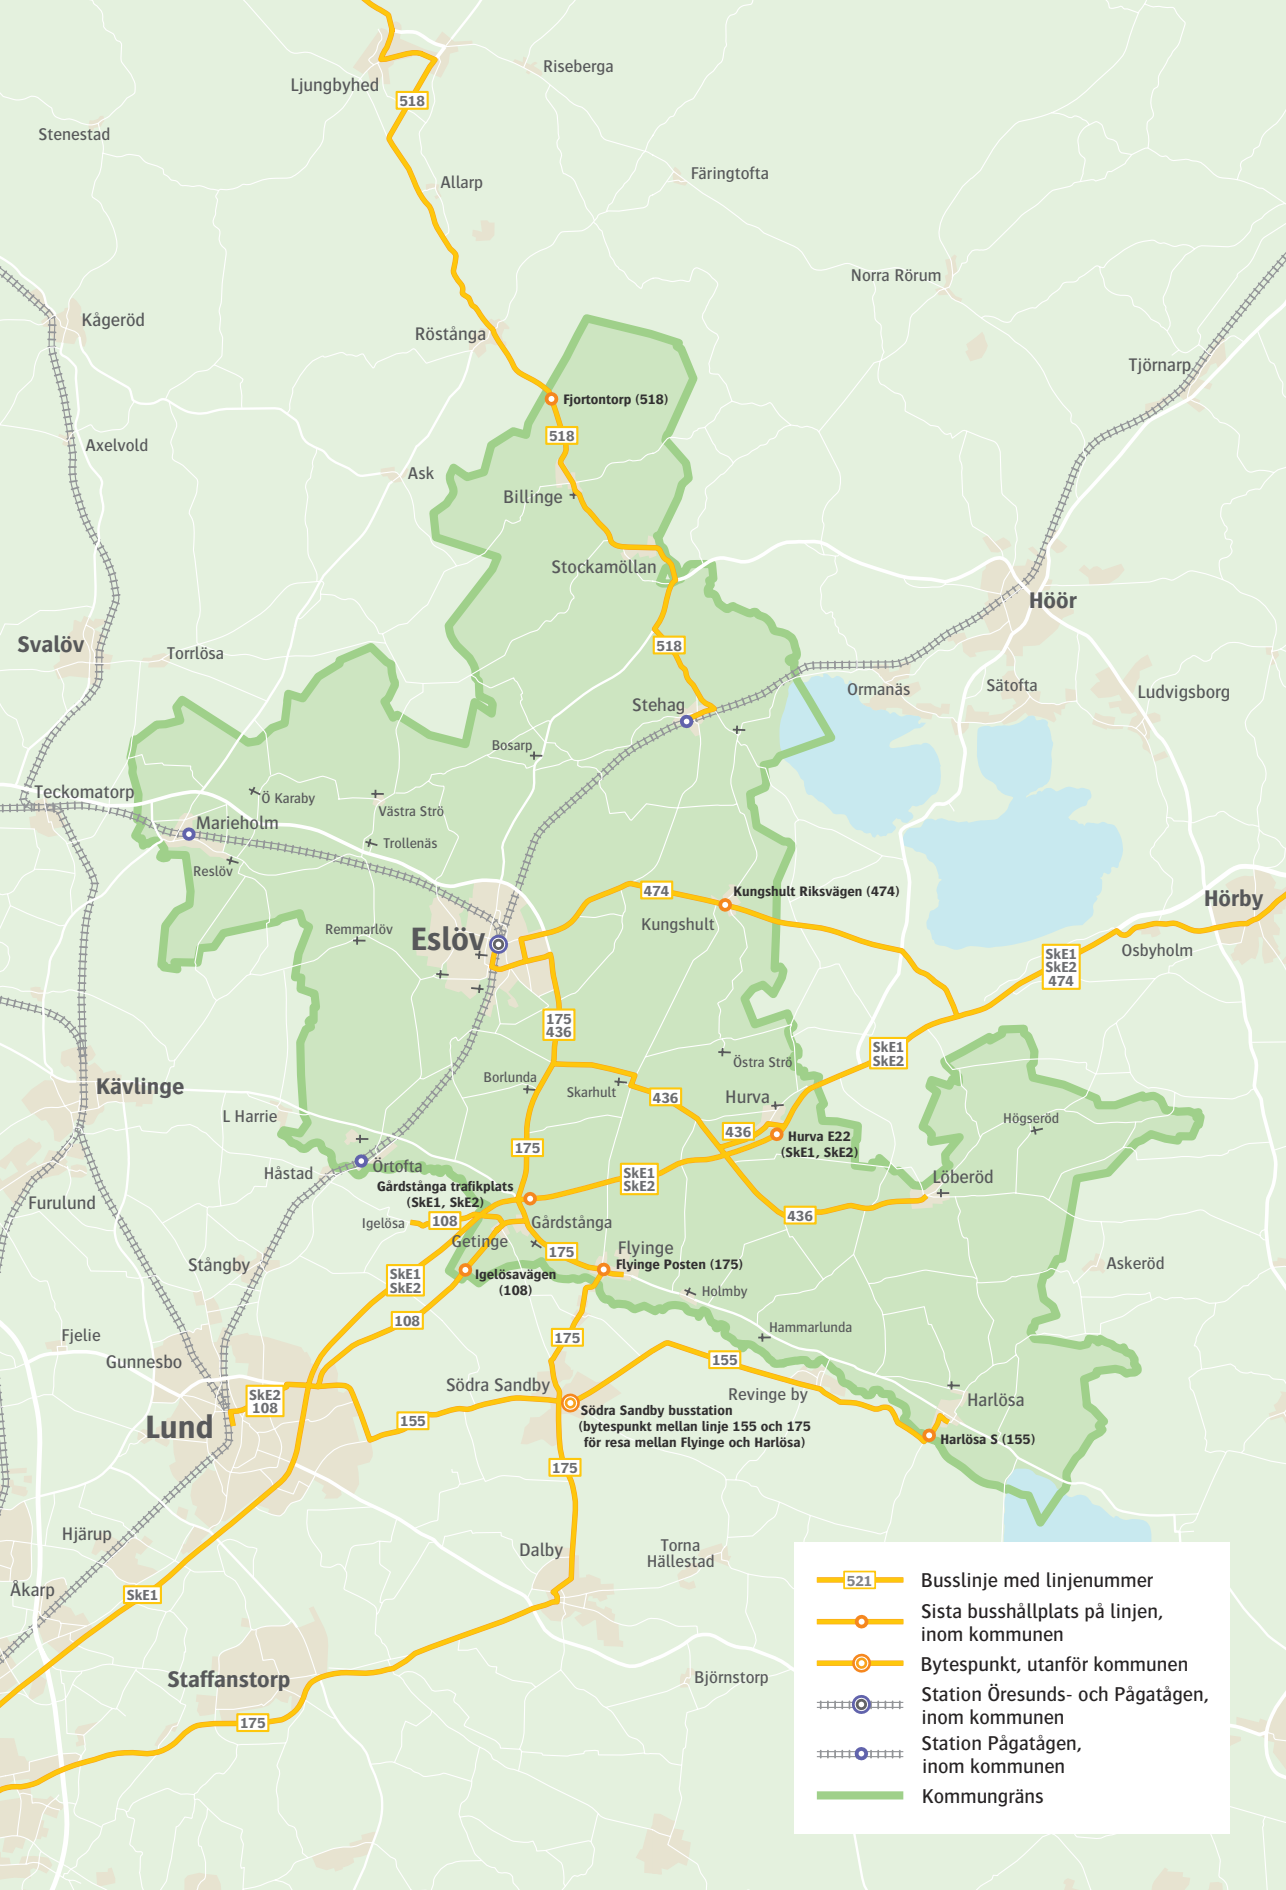 Riseberga
Ljungbyhed
518
Stenestad
Färingtofta
Allarp
Norra Rörum
Kågeröd
Röstånga
Tjörnarp
Fjortontorp (518)
518
Axelvold
Ask
Billinge
Stockamöllan
Höör
Svalöv
518
Torrlösa
Ormanäs
Sätofta
Ludvigsborg
Stehag
Bosarp
Teckomatorp
Ö Karaby
Västra Strö
Marieholm
Trollenäs
Reslöv
474
Kungshult Riksvägen (474)
Hörby
Kungshult
Remmarlöv
Eslöv
Osbyholm
SkE1
SkE2
474
175
436
SkE1
SkE2
Östra Strö
Borlunda
Kävlinge
Skarhult
436
Hurva
L Harrie
Högseröd
436
Hurva E22
(SkE1, SkE2)
175
Örtofta
Håstad
SkE1
SkE2
Löberöd
Gårdstånga trafikplats
(SkE1, SkE2)
Furulund
436
Igelösa
108
Gårdstånga
Getinge
175
Flyinge
Flyinge Posten (175)
Stångby
Askeröd
SkE1
SkE2
Igelösavägen
(108)
Holmby
108
Hammarlunda
Fjelie
175
Gunnesbo
155
Södra Sandby
Revinge by
SkE2
108
Harlösa
Lund
155
Södra Sandby busstation
(bytespunkt mellan linje 155 och 175
för resa mellan Flyinge och Harlösa)
Harlösa S (155)
175
Hjärup
Dalby
Torna
Hällestad
Åkarp
SkE1
521
Busslinje med linjenummer
Sista busshållplats på linjen,
inom kommunen
Bytespunkt, utanför kommunen
Staffanstorp
Björnstorp
Station Öresunds- och Pågatågen,
inom kommunen
175
Station Pågatågen,
inom kommunen
Kommungräns